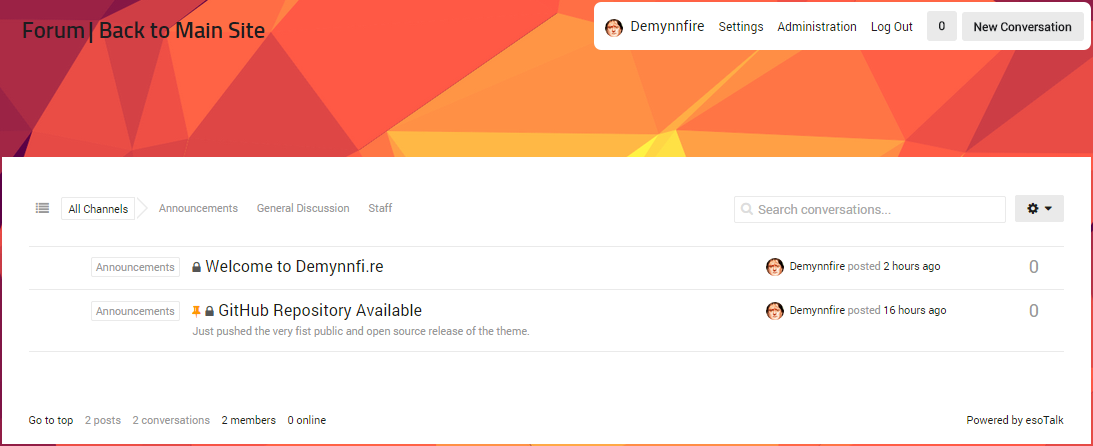 Forum | Back to Main Site
Demynnfire Settings Administration Log Out 0 New Conversation
All Channels Announcements General Discussion Staff Search conversations...
Announcements Welcome to Demynnfi.re Demynnfire posted 2 hours ago 0
Announcements GitHub Repository Available Demynnfire posted 16 hours ago 0
Just pushed the very fist public and open source release of the theme.
Go to top 2 posts 2 conversations 2 members 0 online Powered by esoTalk